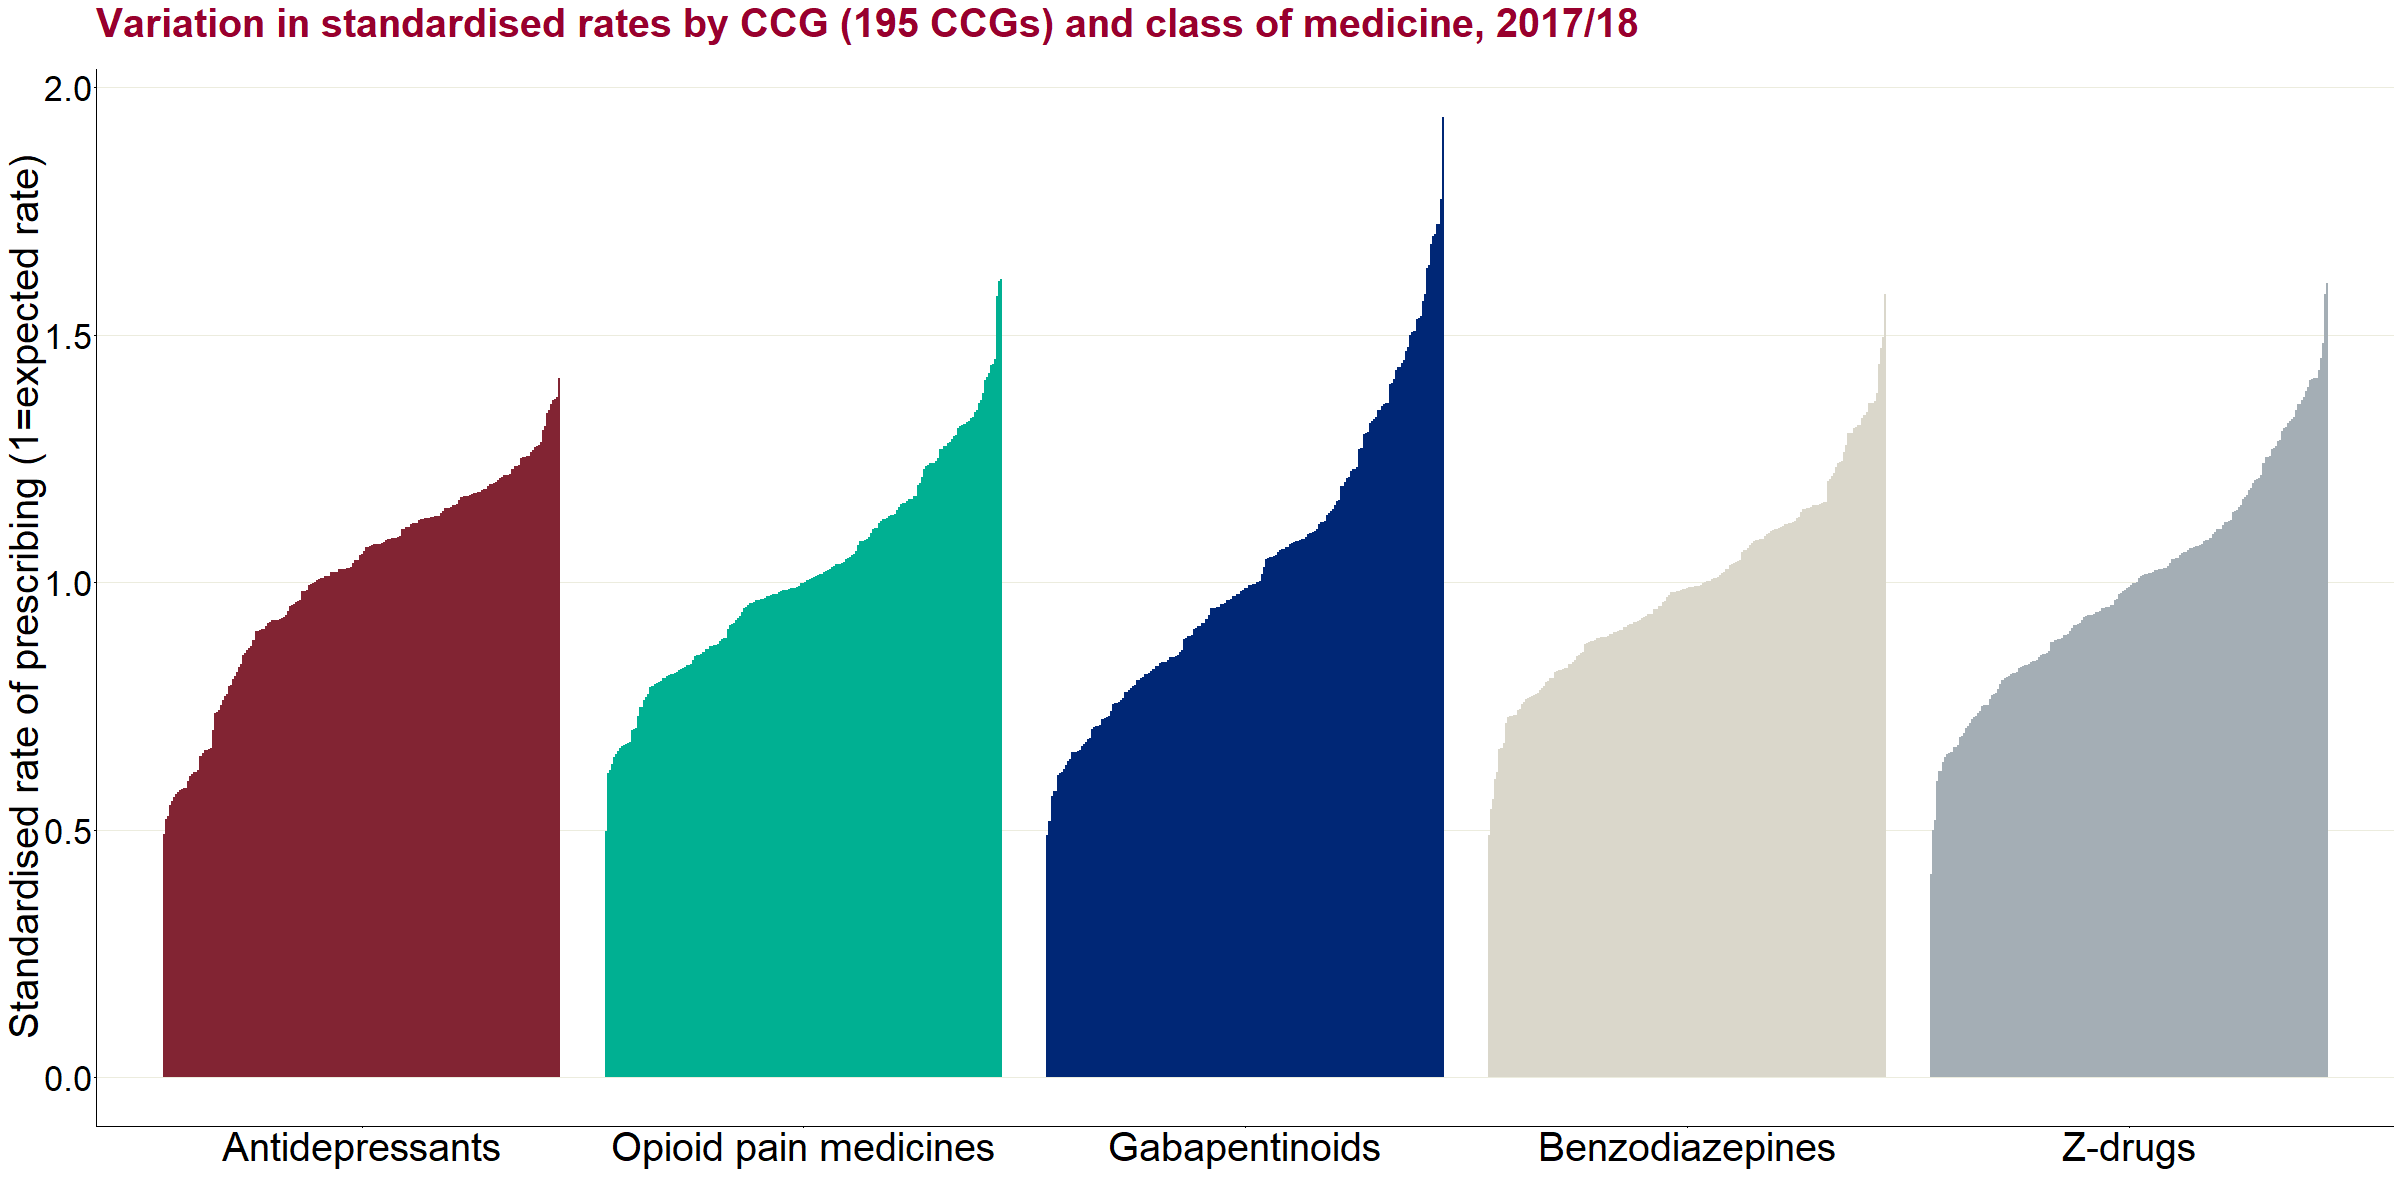 Variation in standardised rates by CCG (195 CCGs) and class of medicine, 2017/18
Standardised rate of prescribing (1=expected rate)
2.0
1.5
1.0
0.5
0.0
Antidepressants
Opioid pain medicines
Gabapentinoids
Benzodiazepines
Z-drugs